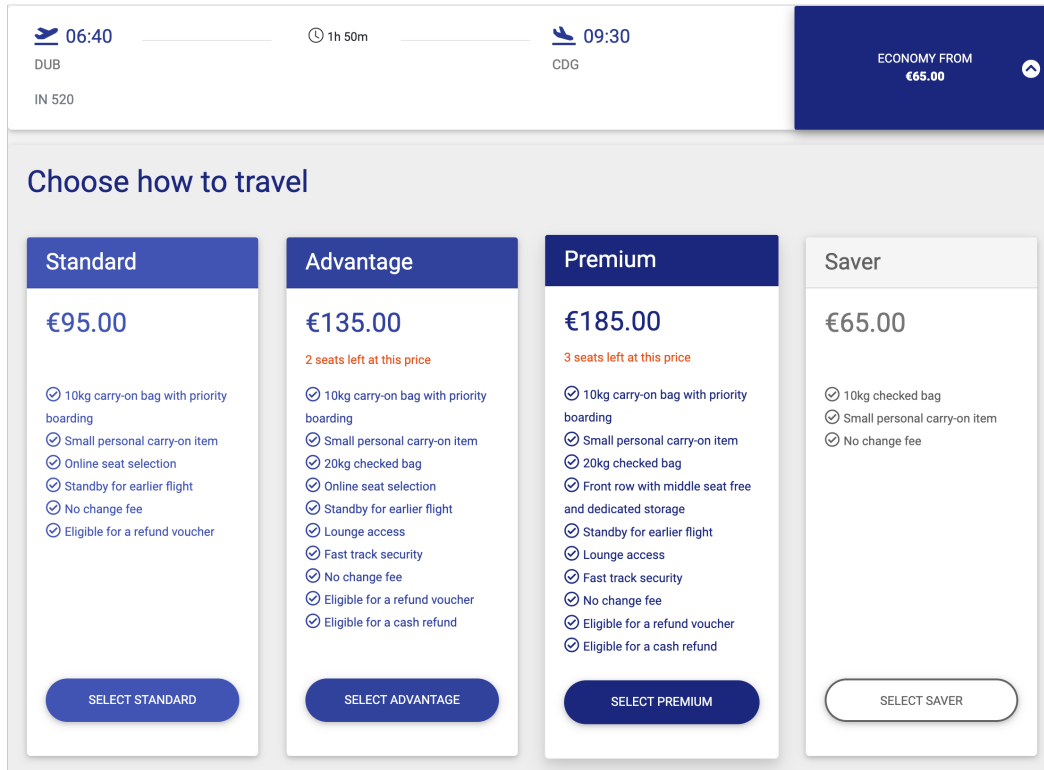 06:40
1h 50m
09:30
DUB
CDG
IN 520
ECONOMY FROM
€65.00
Choose how to travel
Standard
€95.00
10kg carry-on bag with priority
boarding
Small personal carry-on item
Online seat selection
Standby for earlier flight
No change fee
Eligible for a refund voucher
SELECT STANDARD
Advantage
€135.00
2 seats left at this price
10kg carry-on bag with priority
boarding
Small personal carry-on item
20kg checked bag
Online seat selection
Standby for earlier flight
Lounge access
Fast track security
No change fee
Eligible for a refund voucher
Eligible for a cash refund
SELECT ADVANTAGE
Premium
€185.00
3 seats left at this price
10kg carry-on bag with priority
boarding
Small personal carry-on item
20kg checked bag
Front row with middle seat free
and dedicated storage
Standby for earlier flight
Lounge access
Fast track security
No change fee
Eligible for a refund voucher
Eligible for a cash refund
SELECT PREMIUM
Saver
€65.00
10kg checked bag
Small personal carry-on item
No change fee
SELECT SAVER